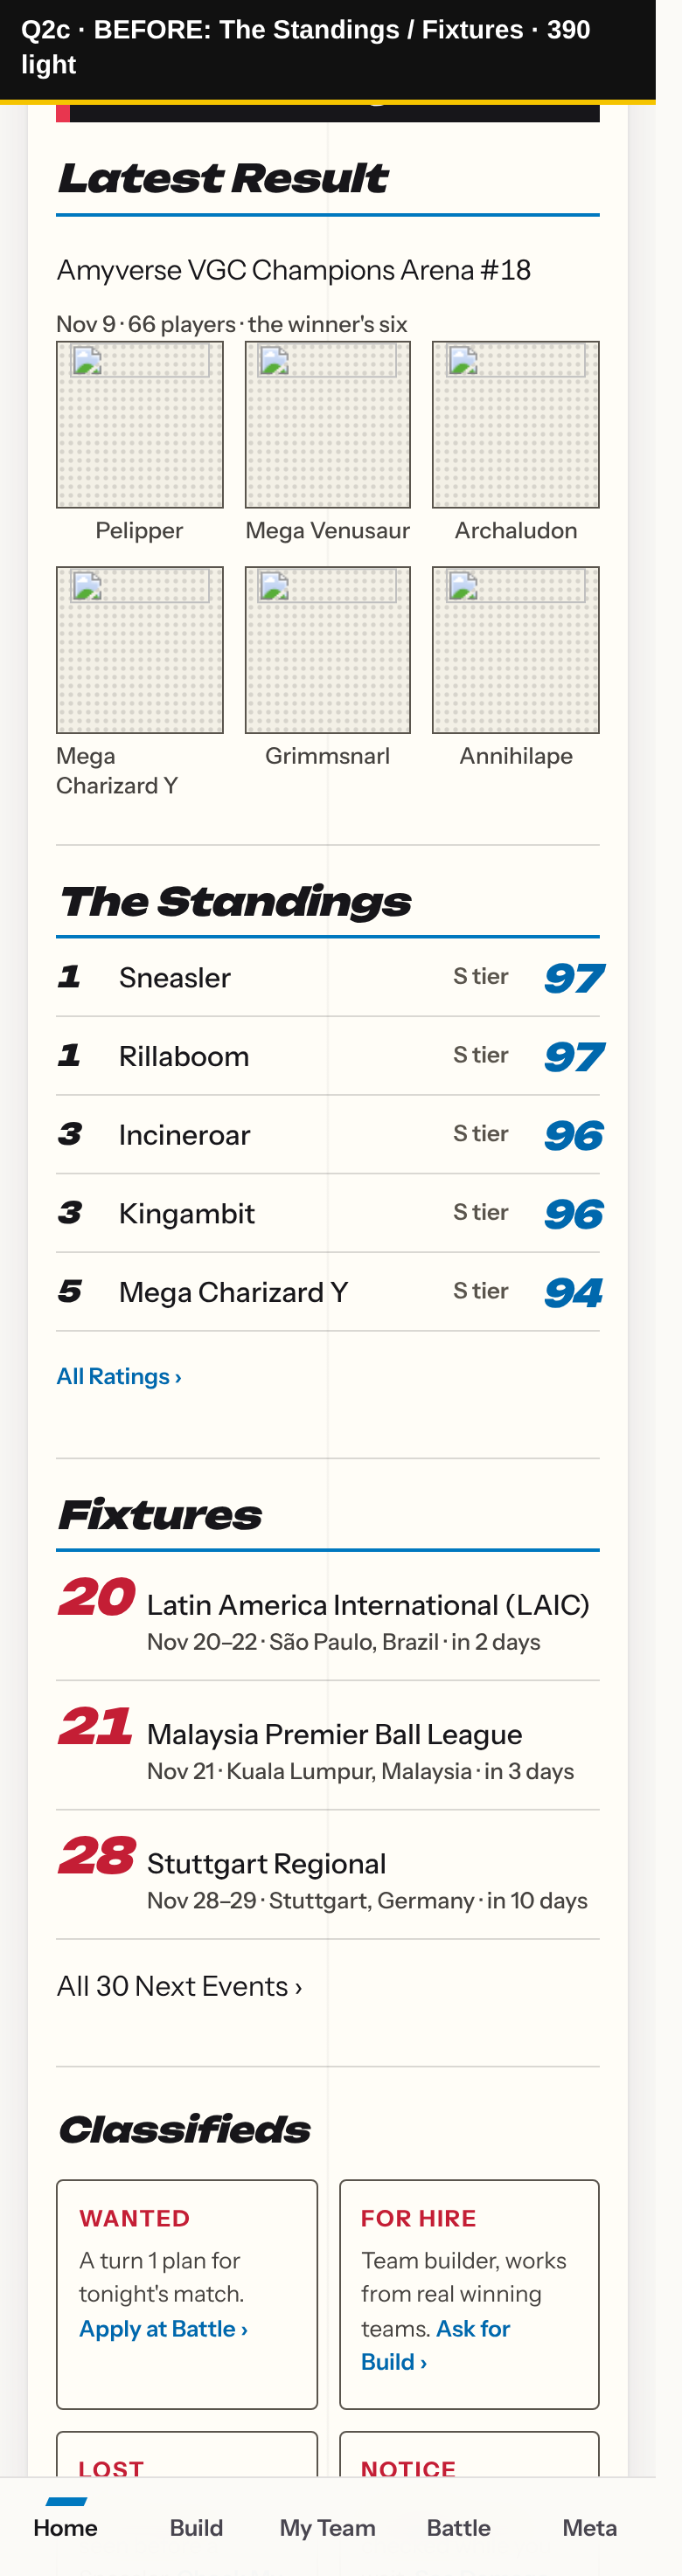 Q2c · BEFORE: The Standings / Fixtures · 390
light
Latest Result
Amyverse VGC Champions Arena #18
Nov 9 · 66 players · the winner's six
Pelipper
Mega Venusaur
Archaludon
Mega
Charizard Y
Grimmsnarl
Annihilape
The Standings
1 Sneasler S tier 97
1 Rillaboom S tier 97
3 Incineroar S tier 96
3 Kingambit S tier 96
5 Mega Charizard Y S tier 94
All Ratings ›
Fixtures
20 Latin America International (LAIC)
Nov 20–22 · São Paulo, Brazil · in 2 days
21 Malaysia Premier Ball League
Nov 21 · Kuala Lumpur, Malaysia · in 3 days
28 Stuttgart Regional
Nov 28–29 · Stuttgart, Germany · in 10 days
All 30 Next Events ›
Classifieds
WANTED
A turn 1 plan for
tonight's match.
Apply at Battle ›
FOR HIRE
Team builder, works
from real winning
teams. Ask for
Build ›
LOST
NOTICE
Home
Build
My Team
Battle
Meta